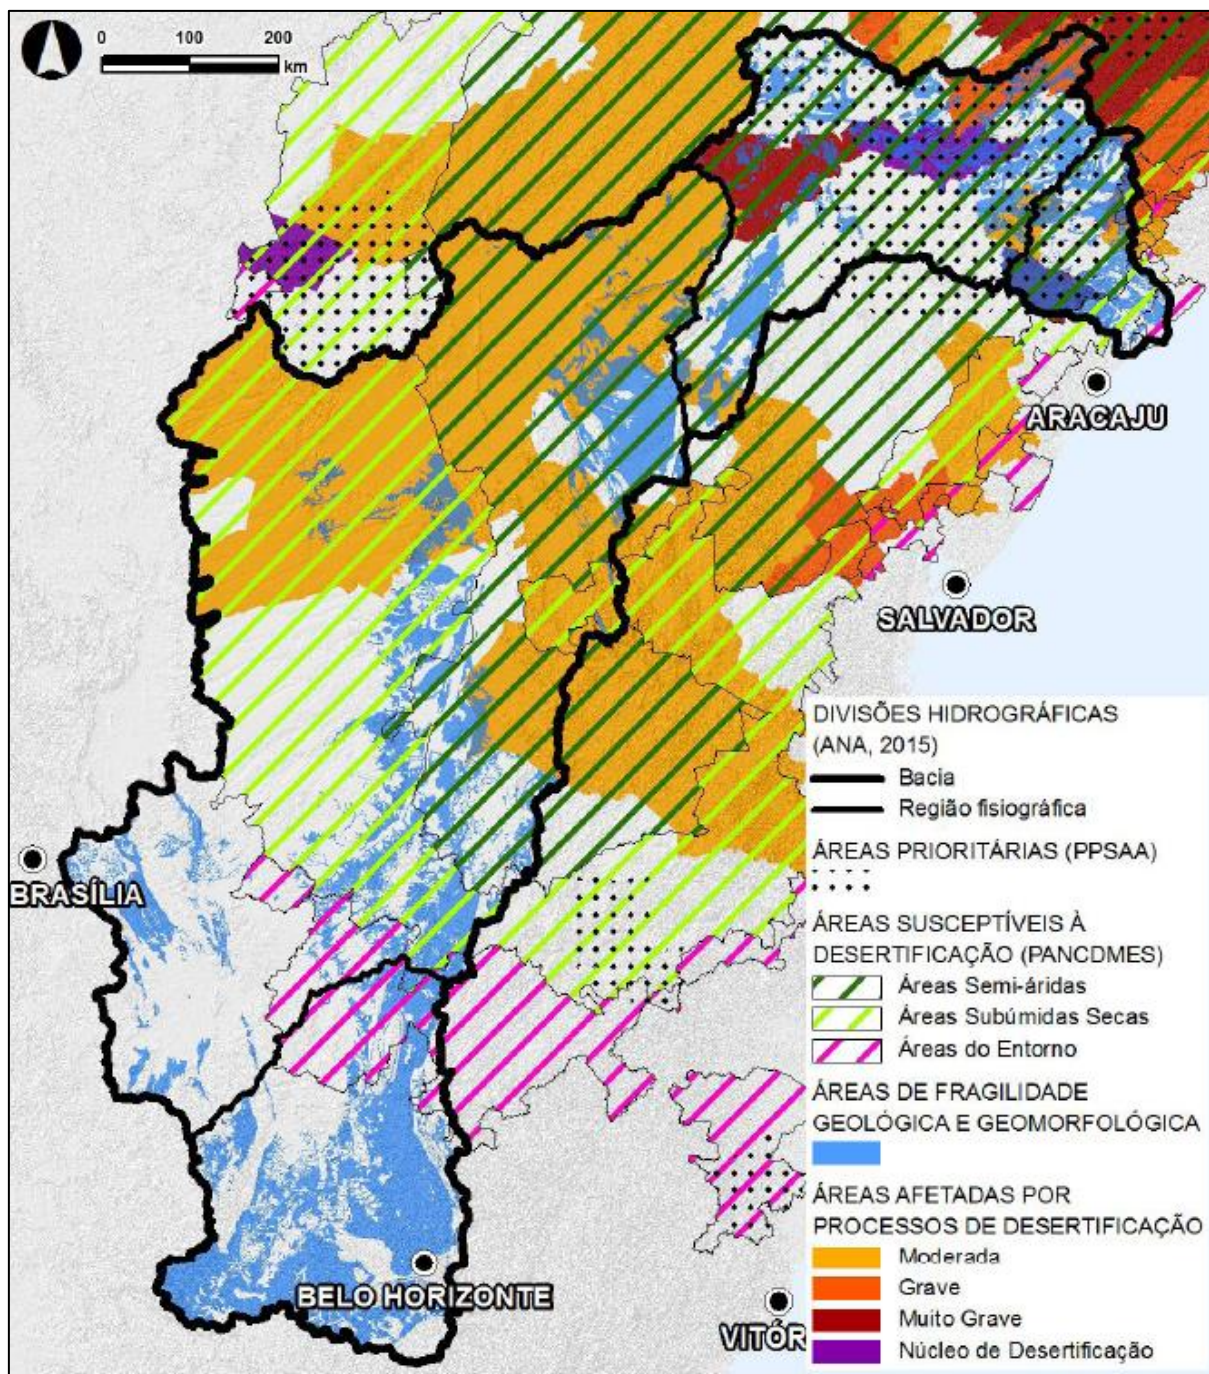 0 100 200
km
ARACAJU
SALVADOR
BRASÍLIA
BELO HORIZONTE
VITÓR
DIVISÕES HIDROGRÁFICAS
(ANA, 2015)
Bacia
Região fisiográfica
ÁREAS PRIORITÁRIAS (PPSAA)
ÁREAS SUSCEPTÍVEIS À
DESERTIFICAÇÃO (PANCDMES)
Áreas Semi-áridas
Áreas Subúmidas Secas
Áreas do Entorno
ÁREAS DE FRAGILIDADE
GEOLÓGICA E GEOMORFOLÓGICA
ÁREAS AFETADAS POR
PROCESSOS DE DESERTIFICAÇÃO
Moderada
Grave
Muito Grave
Núcleo de Desertificação